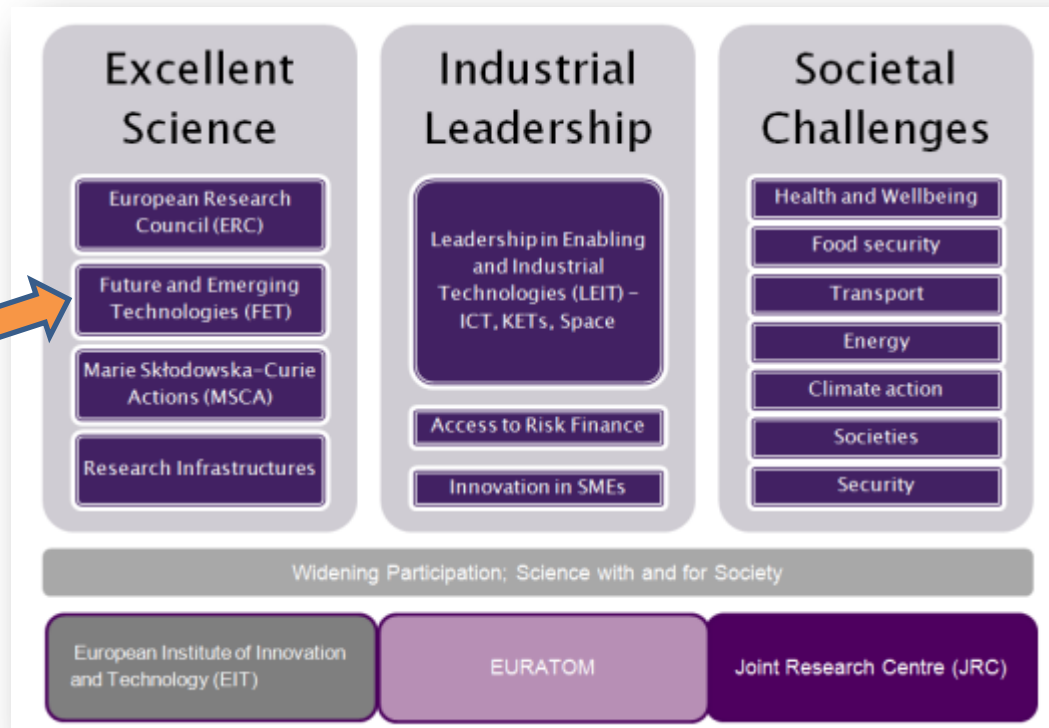 Excellent
Science
European Research
Council (ERC)
Future and Emerging
Technologies (FET)
Marie Skłodowska-Curie
Actions (MSCA)
Research Infrastructures
Industrial
Leadership
Leadership in Enabling
and Industrial
Technologies (LEIT) –
ICT, KETs, Space
Access to Risk Finance
Innovation in SMEs
Societal
Challenges
Health and Wellbeing
Food security
Transport
Energy
Climate action
Societies
Security
Widening Participation; Science with and for Society
European Institute of Innovation
and Technology (EIT)
EURATOM
Joint Research Centre (JRC)